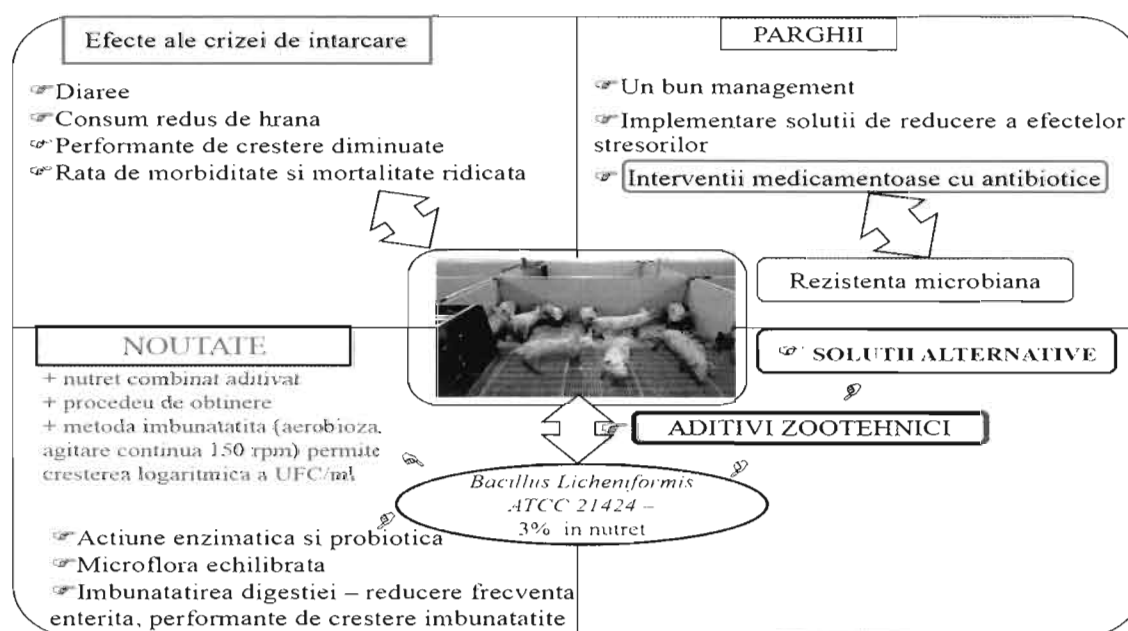 Efecte ale crizei de intarcare
☞Diaree
☞Consum redus de hrana
☞Performante de crestere diminuate
☞Rata de morbiditate si mortalitate ridicata
PARGHII
☞Un bun management
☞Implementare solutii de reducere a efectelor
stresorilor
☞Interventii medicamentoase cu antibiotice
Rezistenta microbiana
☞ SOLUTII ALTERNATIVE
ADITIVI ZOOTEHNICI
NOUTATE
+ nutret combinat aditivat
+ procedeu de obtinere
+ metoda imbunatatita (aerobioza,
agitare continua 150 rpm) permite
cresterea logaritmica a UFC/ml
Bacillus Licheniformis
ATCC 21424 –
3% in nutret
☞Actiune enzimatica si probiotica
☞Microflora echilibrata
☞Imbunatatirea digestiei – reducere frecventa
enterita, performante de crestere imbunatatite